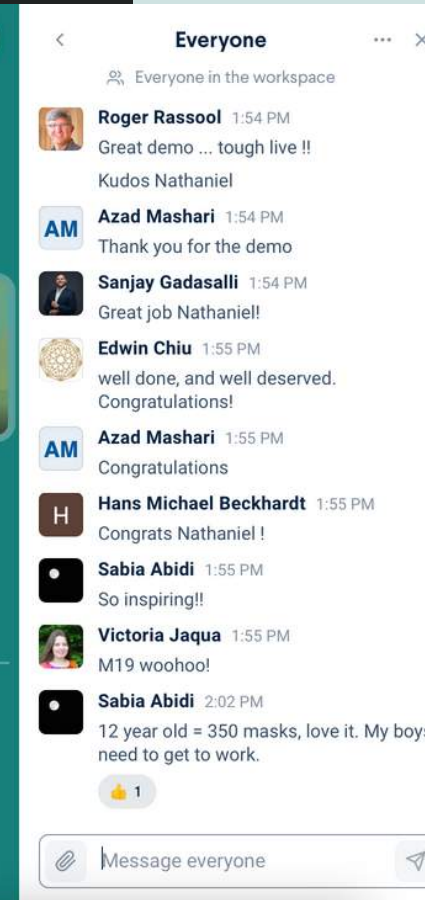 Everyone
Everyone in the workspace
Roger Rassool 1:54 PM
Great demo ... tough live !!
Kudos Nathaniel
AM
Azad Mashari 1:54 PM
Thank you for the demo
Sanjay Gadasalli 1:54 PM
Great job Nathaniel!
Edwin Chiu 1:55 PM
well done, and well deserved.
Congratulations!
AM
Azad Mashari 1:55 PM
Congratulations
H
Hans Michael Beckhardt 1:55 PM
Congrats Nathaniel !
Sabia Abidi 1:55 PM
So inspiring!!
Victoria Jaqua 1:55 PM
M19 woohoo!
Sabia Abidi 2:02 PM
12 year old = 350 masks, love it. My boys
need to get to work.
👍 1
Message everyone